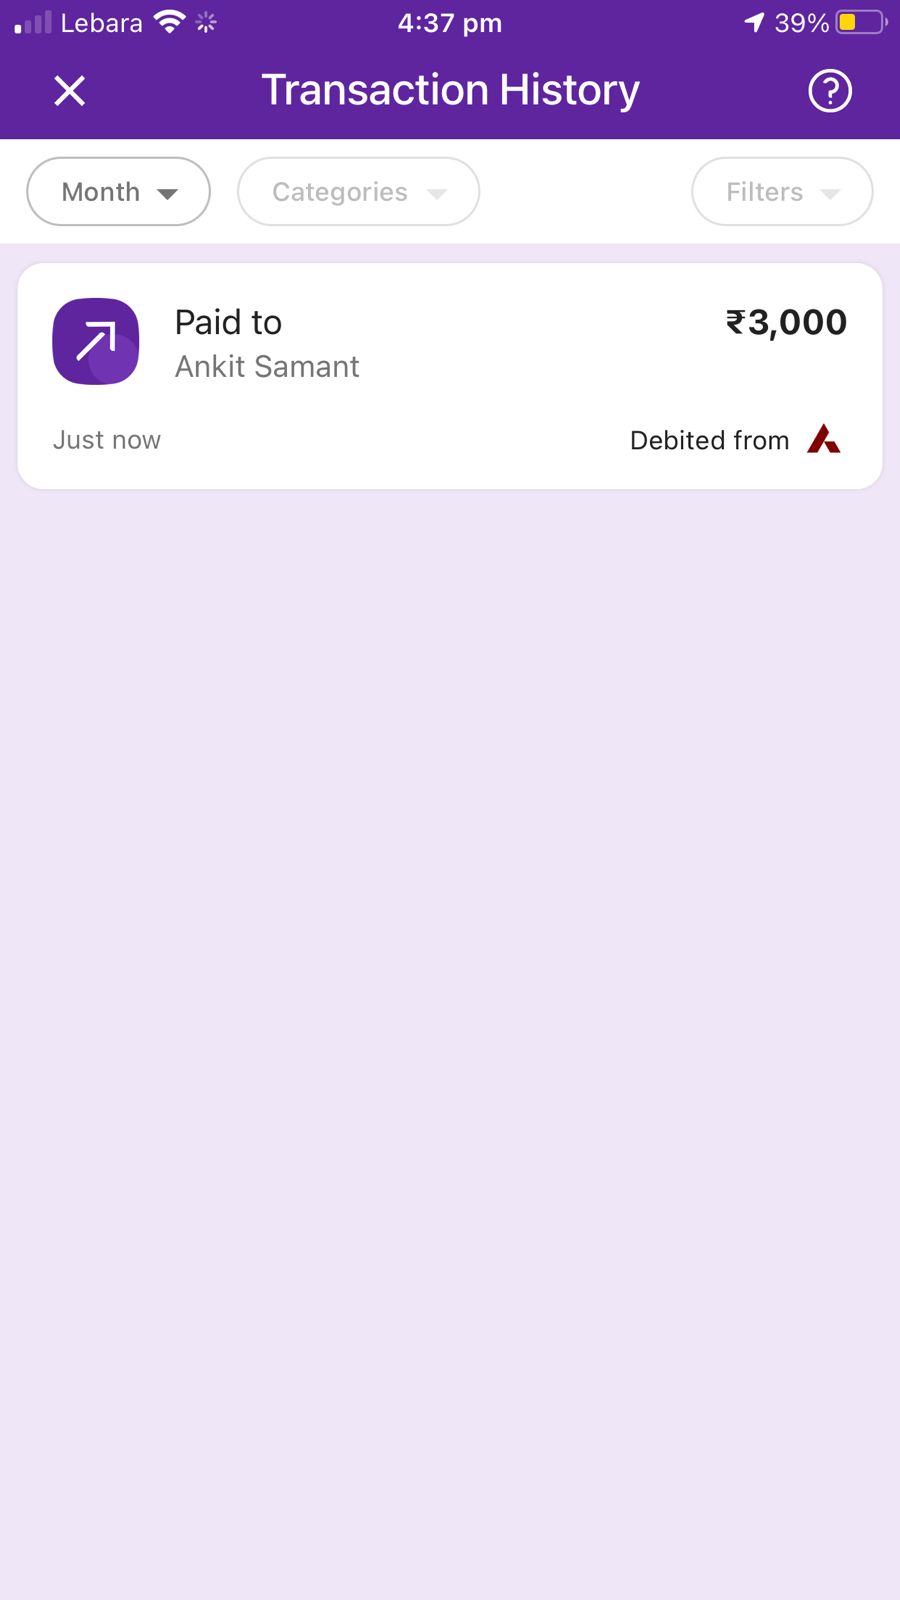 Lebara 4:37 pm 39%
Transaction History
Month Categories Filters
Paid to ₹3,000
Ankit Samant
Just now Debited from